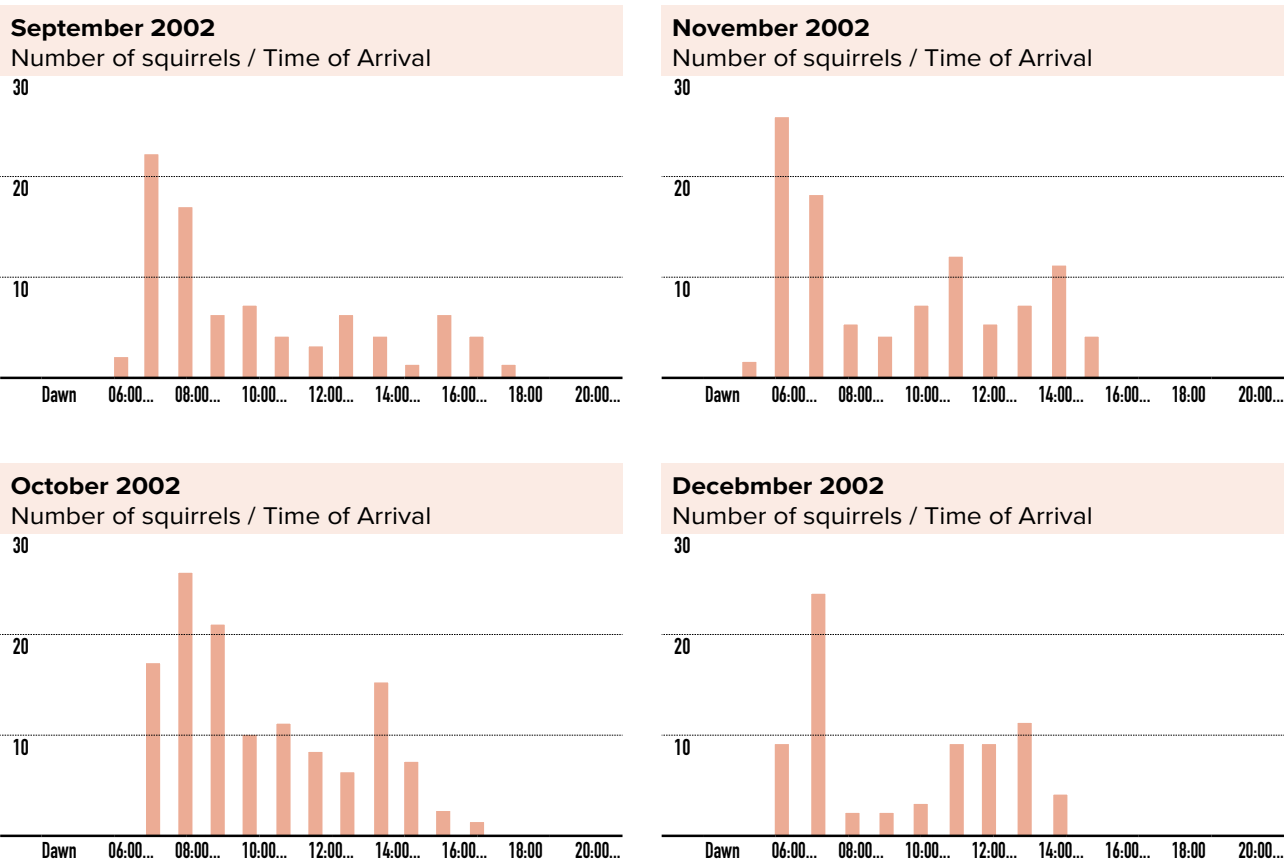 September 2002
Number of squirrels / Time of Arrival
30
20
10
Dawn 06:00... 08:00... 10:00... 12:00... 14:00... 16:00... 18:00 20:00...
November 2002
Number of squirrels / Time of Arrival
30
20
10
Dawn 06:00... 08:00... 10:00... 12:00... 14:00... 16:00... 18:00 20:00...
October 2002
Number of squirrels / Time of Arrival
30
20
10
Dawn 06:00... 08:00... 10:00... 12:00... 14:00... 16:00... 18:00 20:00...
Decebmber 2002
Number of squirrels / Time of Arrival
30
20
10
Dawn 06:00... 08:00... 10:00... 12:00... 14:00... 16:00... 18:00 20:00...